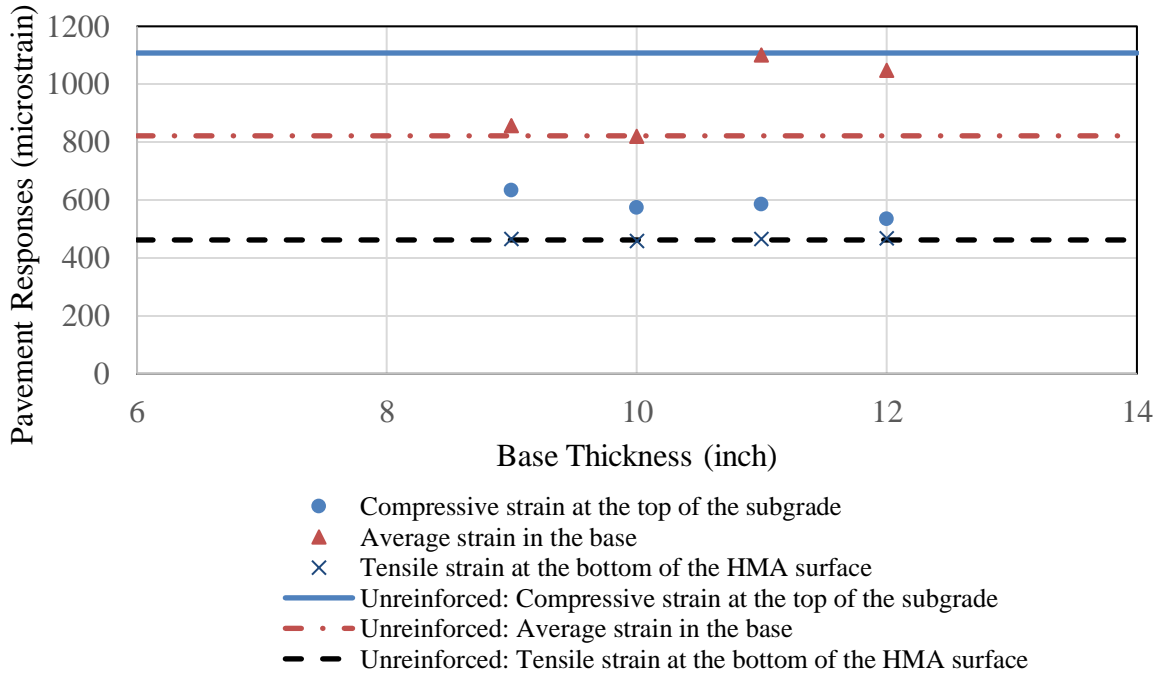 Pavement Responses (microstrain)
1200
1000
800
600
400
200
0
6 8 10 12 14
Base Thickness (inch)
Compressive strain at the top of the subgrade
Average strain in the base
Tensile strain at the bottom of the HMA surface
Unreinforced: Compressive strain at the top of the subgrade
Unreinforced: Average strain in the base
Unreinforced: Tensile strain at the bottom of the HMA surface